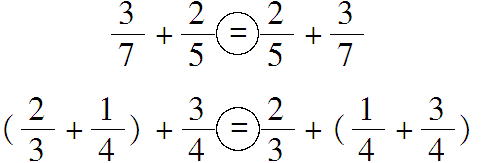 3/7 + 2/5 = 2/5 + 3/7
(2/3 + 1/4) + 3/4 = 2/3 + (1/4 + 3/4)